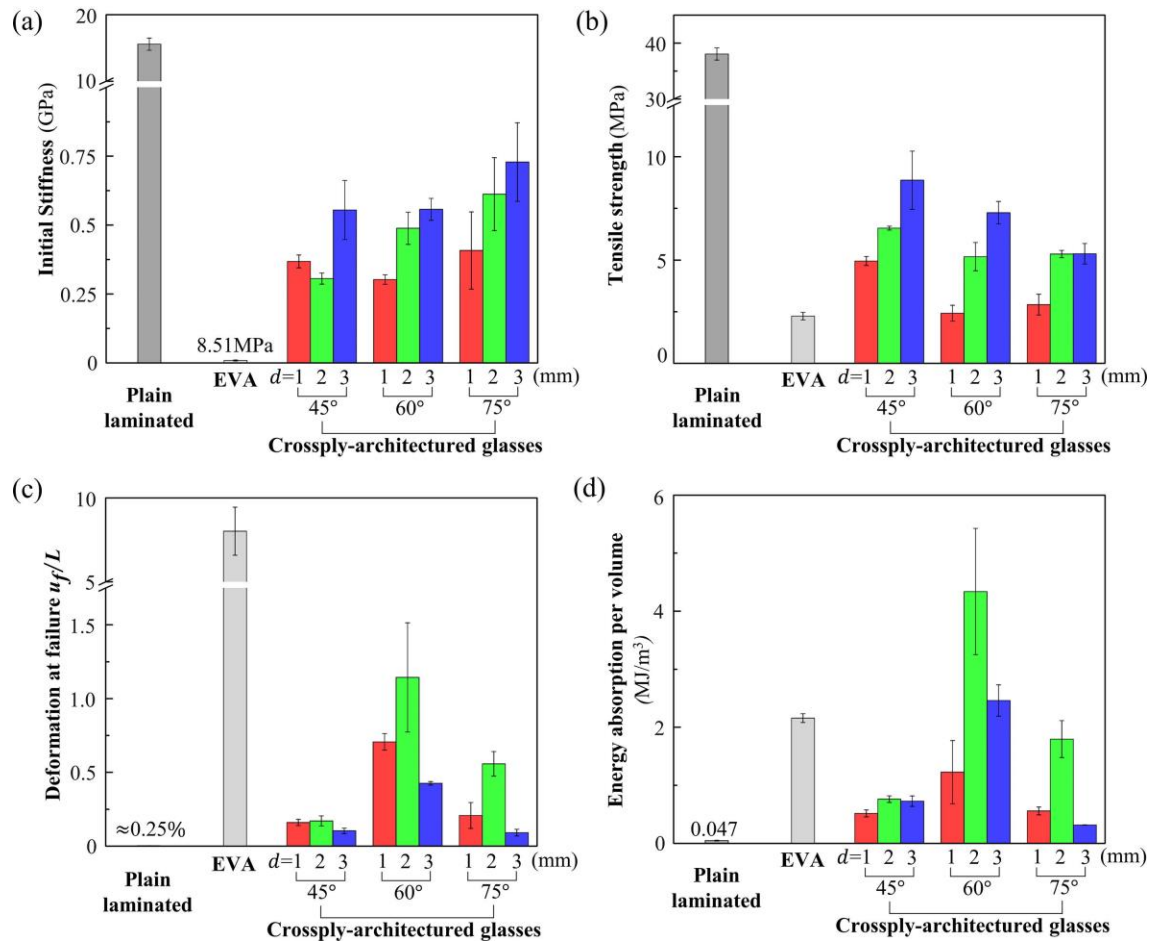 (a)
20
10
0.75
0.5
0.25
0
Initial Stiffness (GPa)
8.51MPa
Plain
laminated
EVA
d=1 2 3 1 2 3 1 2 3 (mm)
45° 60° 75°
Crossply-architectured glasses
(b)
40
30
10
5
0
Tensile strength (MPa)
Plain
laminated
EVA
d=1 2 3 1 2 3 1 2 3 (mm)
45° 60° 75°
Crossply-architectured glasses
(c)
10
5
1.5
1.0
0.5
0
Deformation at failure uf/L
≈0.25%
Plain
laminated
EVA
d=1 2 3 1 2 3 1 2 3 (mm)
45° 60° 75°
Crossply-architectured glasses
(d)
6
4
2
0
Energy absorption per volume
(MJ/m³)
0.047
Plain
laminated
EVA
d=1 2 3 1 2 3 1 2 3 (mm)
45° 60° 75°
Crossply-architectured glasses